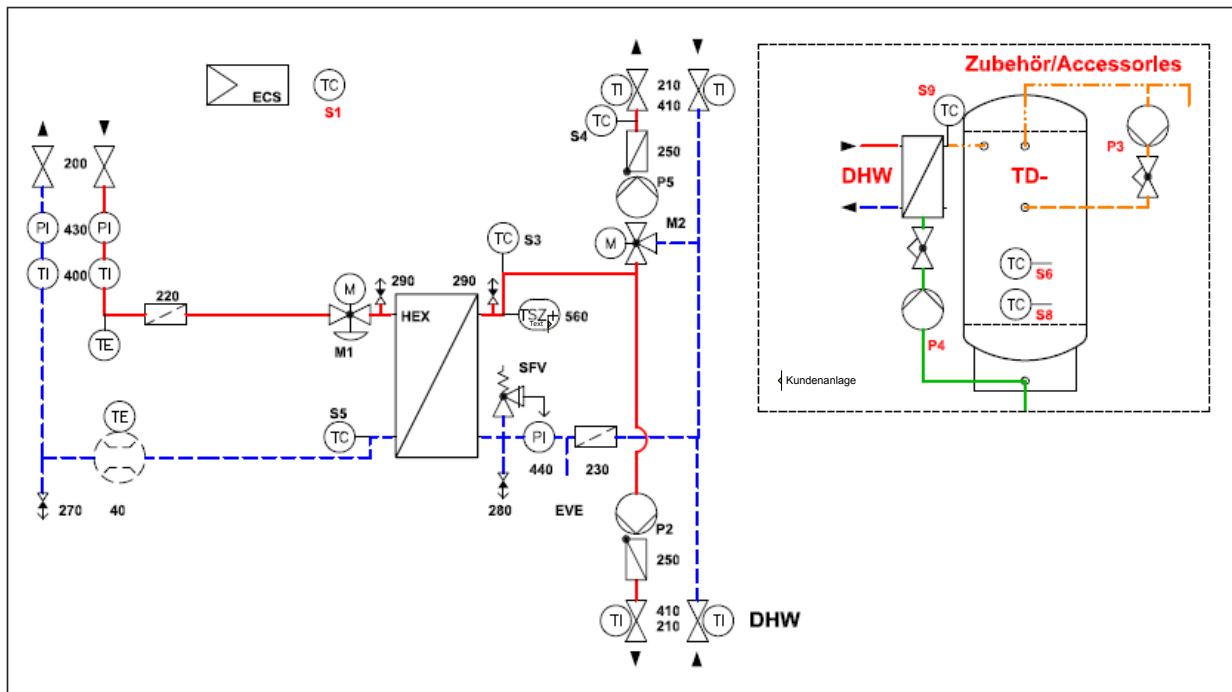 ECS
TC
S1
200
PI
PI
430
TI
TI
400
TE
220
M
M1
290
290
HEX
TC
S3
TSZ+
Text
560
SFV
S5
TC
TE
270
40
PI
440
230
280
EVE
TI
210
TI
410
TC
S4
250
P5
M2
M
P2
250
TI
410
TI
210
DHW
Zubehör/Accessorles
S9
TC
P3
DHW
TD-
TC
S6
TC
S8
P4
Kundenanlage